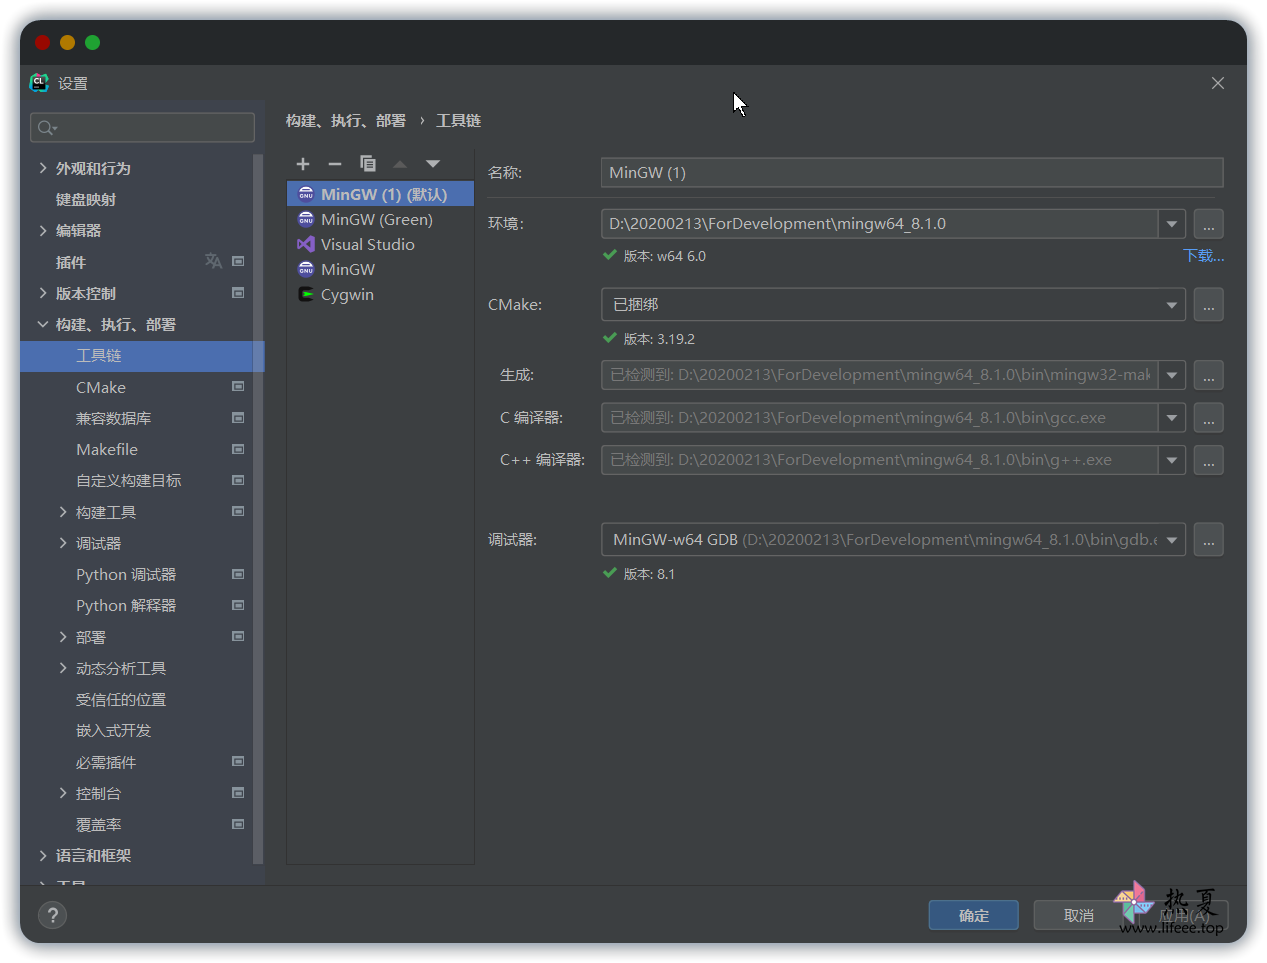 CL 设置
构建、执行、部署 › 工具链
外观和行为
键盘映射
编辑器
插件
版本控制
构建、执行、部署
工具链
CMake
兼容数据库
Makefile
自定义构建目标
构建工具
调试器
Python 调试器
Python 解释器
部署
动态分析工具
受信任的位置
嵌入式开发
必需插件
控制台
覆盖率
语言和框架
工具
MinGW (1) (默认)
MinGW (Green)
Visual Studio
MinGW
Cygwin
名称: MinGW (1)
环境: D:\20200213\ForDevelopment\mingw64_8.1.0 ...
版本: w64 6.0 下载...
CMake: 已捆绑 ...
版本: 3.19.2
生成: 已检测到: D:\20200213\ForDevelopment\mingw64_8.1.0\bin\mingw32-mak ...
C 编译器: 已检测到: D:\20200213\ForDevelopment\mingw64_8.1.0\bin\gcc.exe ...
C++ 编译器: 已检测到: D:\20200213\ForDevelopment\mingw64_8.1.0\bin\g++.exe ...
调试器: MinGW-w64 GDB (D:\20200213\ForDevelopment\mingw64_8.1.0\bin\gdb.e ...
版本: 8.1
? 确定 取消 应用(A)
热夏
www.lifeee.top